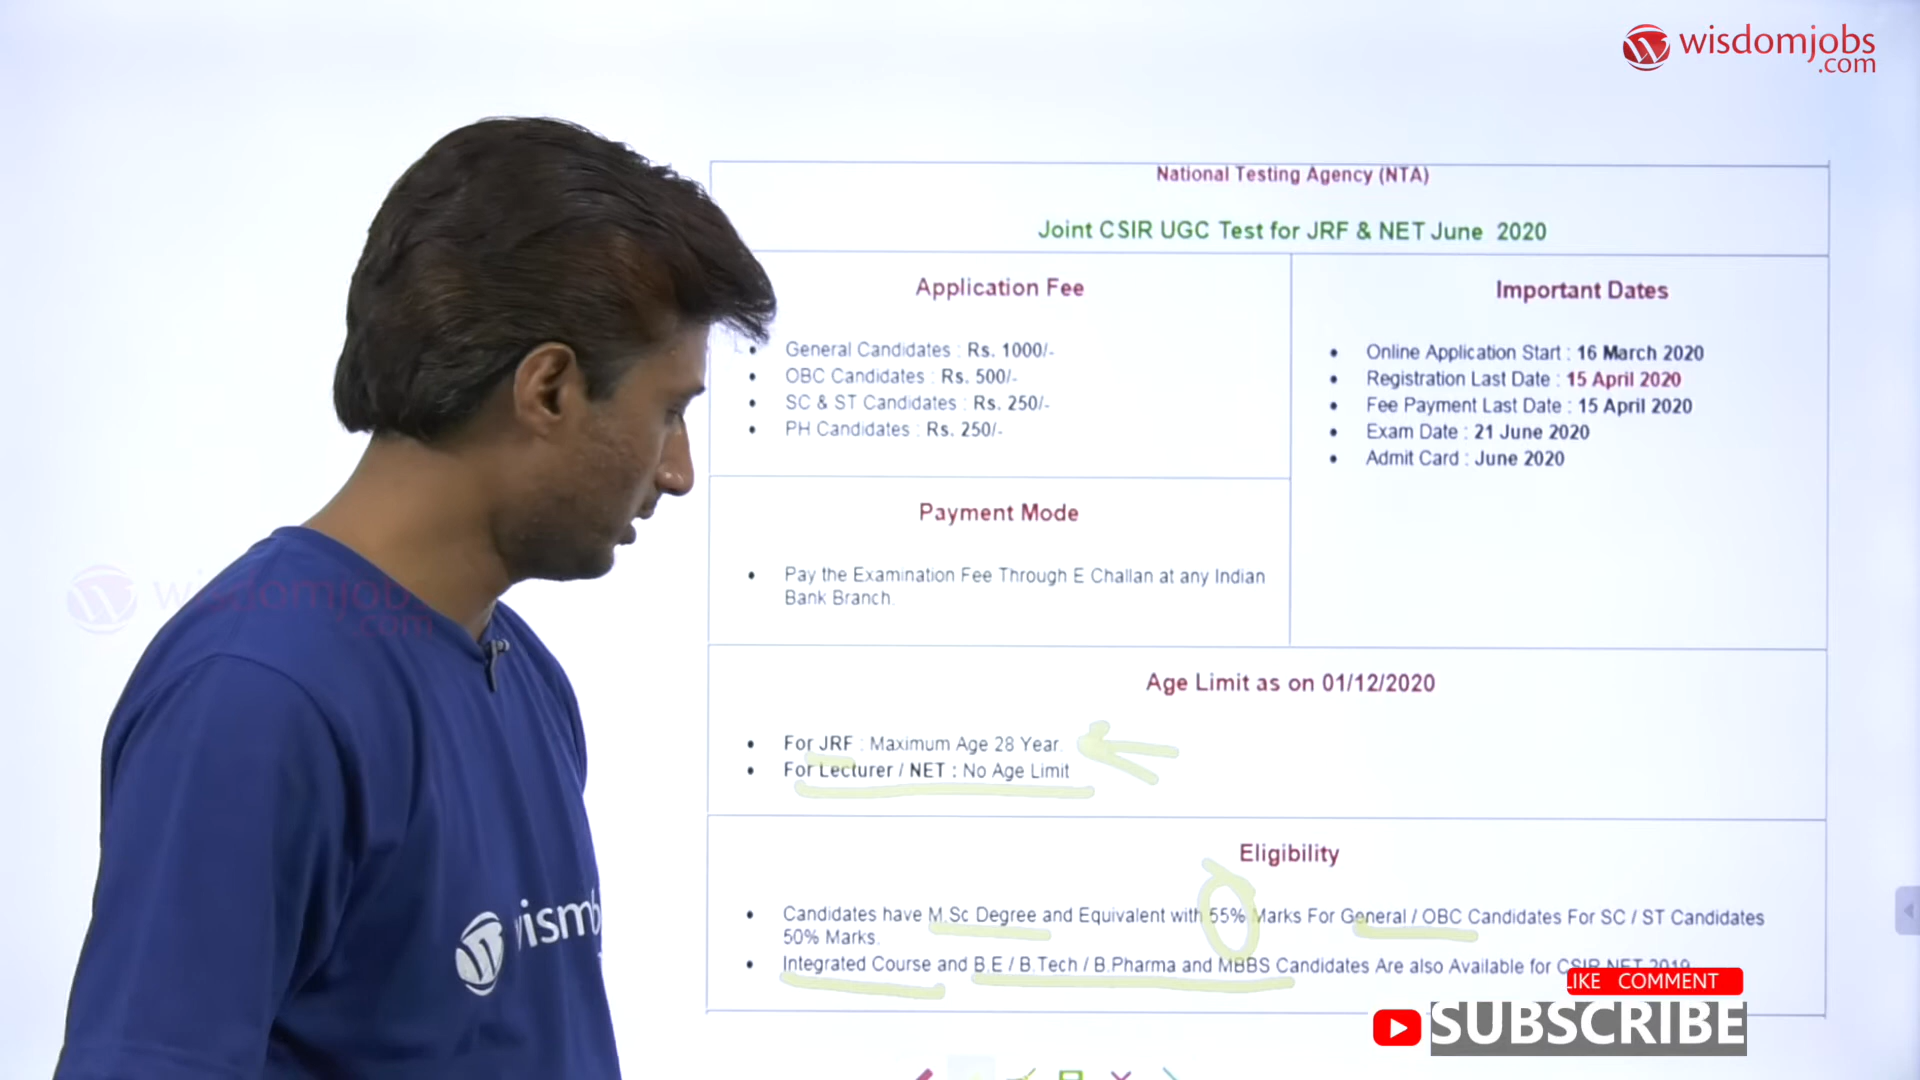 wisdomjobs
.com
National Testing Agency (NTA)
Joint CSIR UGC Test for JRF & NET June 2020
Application Fee
• General Candidates : Rs. 1000/-
• OBC Candidates : Rs. 500/-
• SC & ST Candidates : Rs. 250/-
• PH Candidates : Rs. 250/-
Important Dates
• Online Application Start : 16 March 2020
• Registration Last Date : 15 April 2020
• Fee Payment Last Date : 15 April 2020
• Exam Date : 21 June 2020
• Admit Card : June 2020
Payment Mode
• Pay the Examination Fee Through E Challan at any Indian
Bank Branch.
wisdomjobs
.com
Age Limit as on 01/12/2020
• For JRF : Maximum Age 28 Year.
• For Lecturer / NET : No Age Limit
Eligibility
• Candidates have M.Sc Degree and Equivalent with 55% Marks For General / OBC Candidates For SC / ST Candidates
50% Marks.
• Integrated Course and B.E / B.Tech / B.Pharma and MBBS Candidates Are also Available for CSIR NET 2019
LIKE COMMENT
SUBSCRIBE